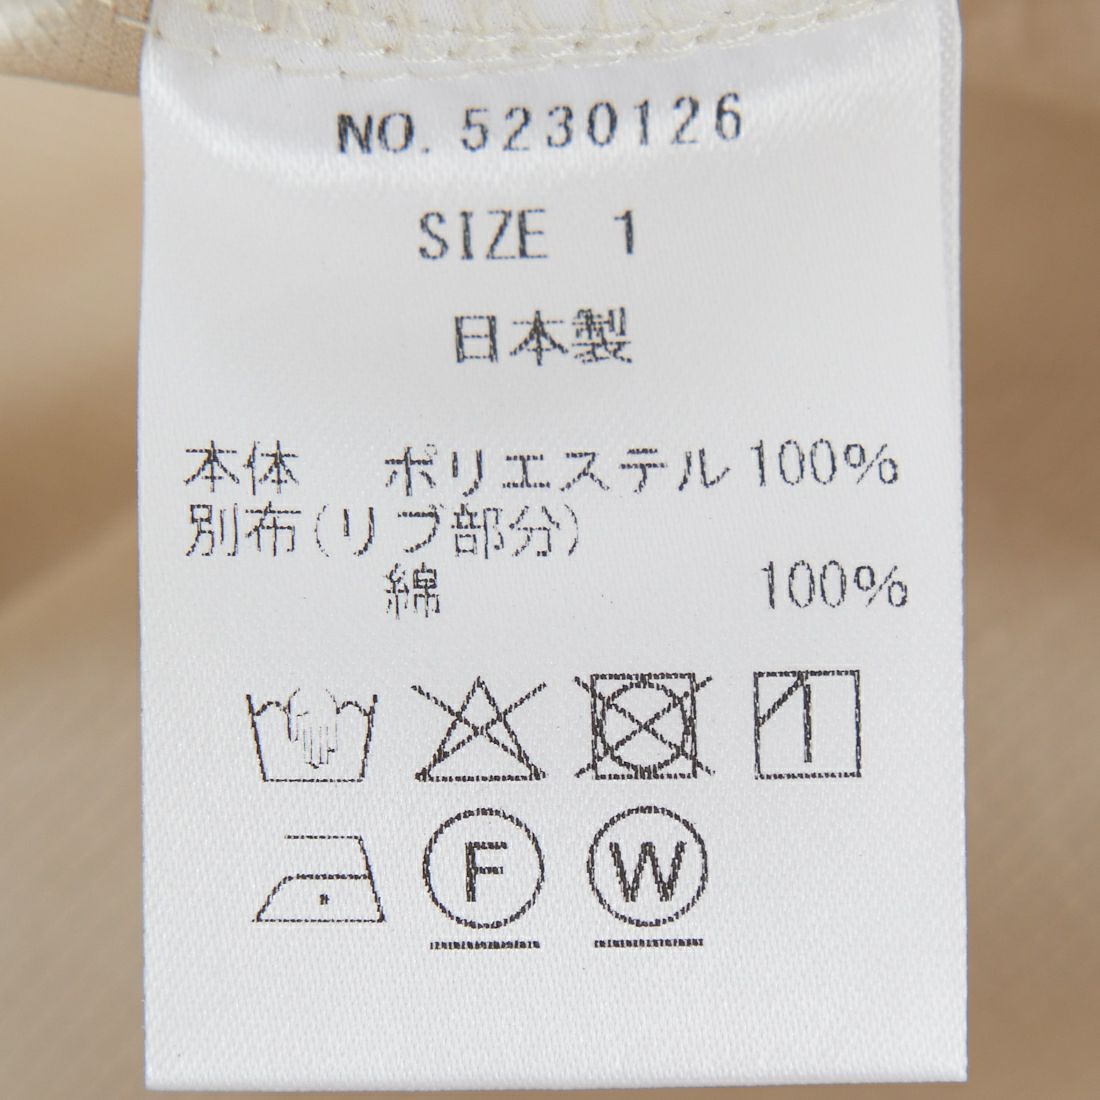 NO. 5230126
SIZE 1
日本製
本体 ポリエステル 100%
別布(リブ部分)
綿 100%
F
W